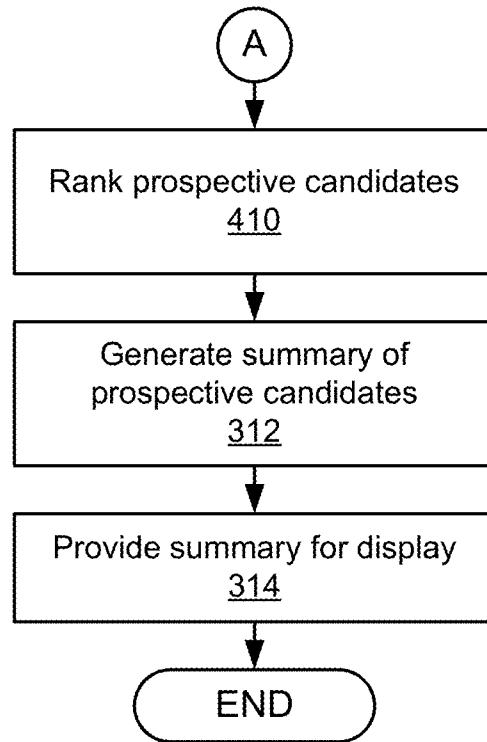 A
Rank prospective candidates
410
Generate summary of
prospective candidates
312
Provide summary for display
314
END